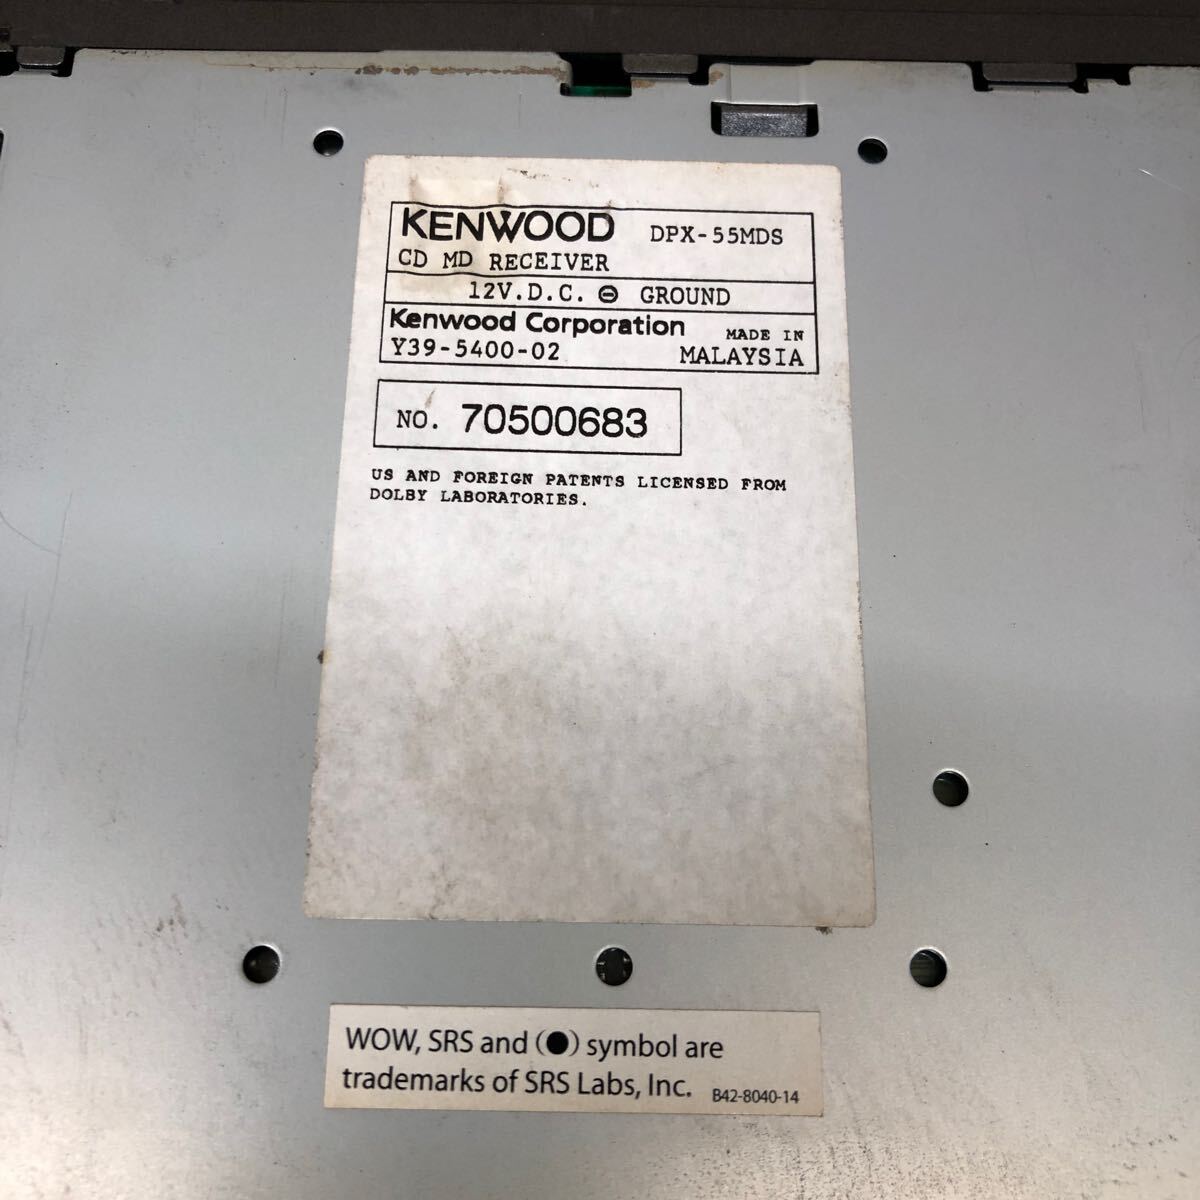 KENWOOD DPX-55MDS
CD MD RECEIVER
12V.D.C. ⊖ GROUND
Kenwood Corporation MADE IN
Y39-5400-02 MALAYSIA
NO. 70500683
US AND FOREIGN PATENTS LICENSED FROM
DOLBY LABORATORIES.
WOW, SRS and (●) symbol are
trademarks of SRS Labs, Inc. B42-8040-14